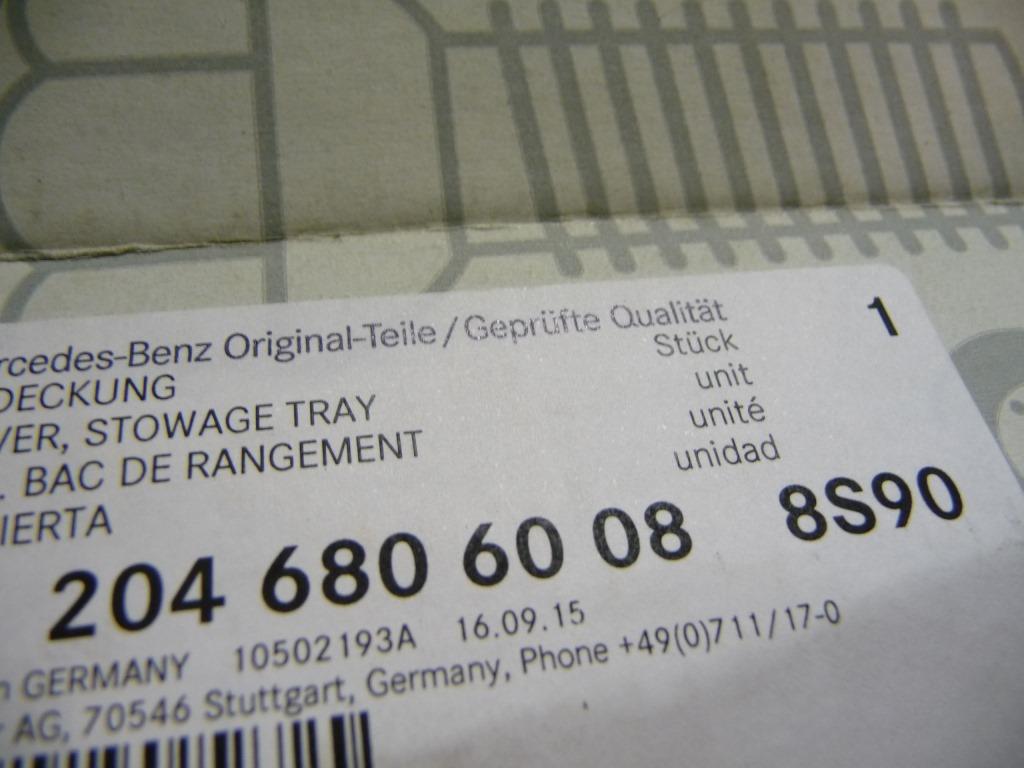 rcedes-Benz Original-Teile / Geprüfte Qualität
DECKUNG
VER, STOWAGE TRAY
. BAC DE RANGEMENT
IERTA
Stück
unit
unité
unidad
1
204 680 60 08 8S90
n GERMANY 10502193A 16.09.15
r AG, 70546 Stuttgart, Germany, Phone +49(0)711/17-0